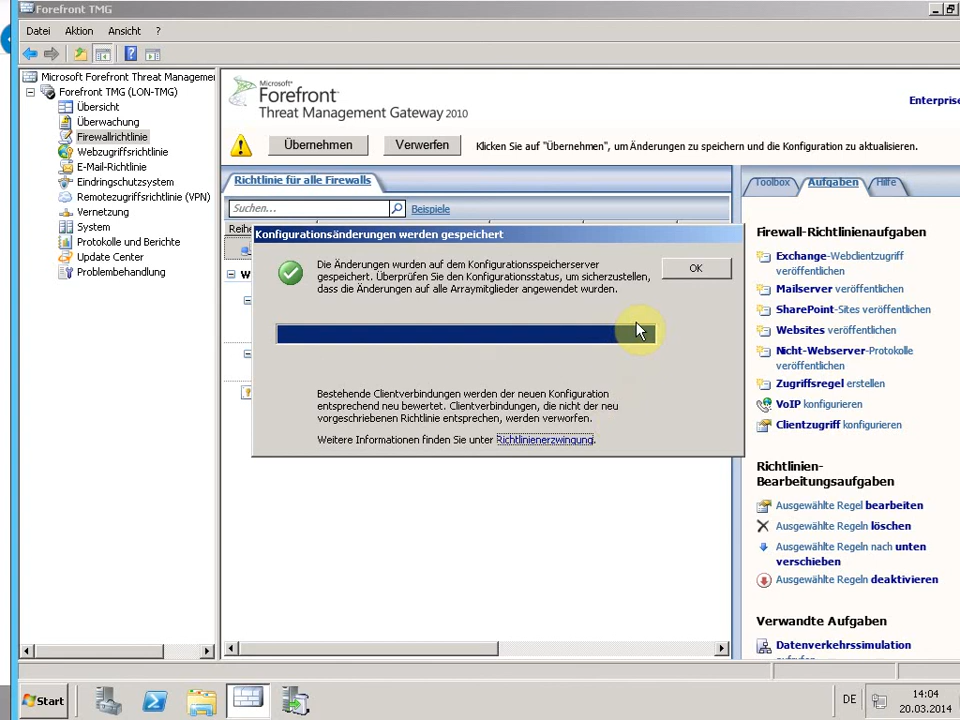 Forefront TMG
Datei Aktion Ansicht ?
Microsoft Forefront Threat Manageme
Forefront TMG (LON-TMG)
Übersicht
Überwachung
Firewallrichtlinie
Webzugriffsrichtlinie
E-Mail-Richtlinie
Eindringschutzsystem
Remotezugriffsrichtlinie (VPN)
Vernetzung
System
Protokolle und Berichte
Update Center
Problembehandlung
Microsoft®
Forefront
Threat Management Gateway 2010
Enterprise
Übernehmen Verwerfen Klicken Sie auf "Übernehmen", um Änderungen zu speichern und die Konfiguration zu aktualisieren.
Richtlinie für alle Firewalls
Suchen... Beispiele
Reihe
W
Konfigurationsänderungen werden gespeichert
Die Änderungen wurden auf dem Konfigurationsspeicherserver
gespeichert. Überprüfen Sie den Konfigurationsstatus, um sicherzustellen,
dass die Änderungen auf alle Arraymitglieder angewendet wurden.
OK
Bestehende Clientverbindungen werden der neuen Konfiguration
entsprechend neu bewertet. Clientverbindungen, die nicht der neu
vorgeschriebenen Richtlinie entsprechen, werden verworfen.
Weitere Informationen finden Sie unter Richtlinienerzwingung.
Toolbox Aufgaben Hilfe
Firewall-Richtlinienaufgaben
Exchange-Webclientzugriff
veröffentlichen
Mailserver veröffentlichen
SharePoint-Sites veröffentlichen
Websites veröffentlichen
Nicht-Webserver-Protokolle
veröffentlichen
Zugriffsregel erstellen
VoIP konfigurieren
Clientzugriff konfigurieren
Richtlinien-
Bearbeitungsaufgaben
Ausgewählte Regel bearbeiten
Ausgewählte Regeln löschen
Ausgewählte Regeln nach unten
verschieben
Ausgewählte Regeln deaktivieren
Verwandte Aufgaben
Datenverkehrssimulation
Start
DE
14:04
20.03.2014